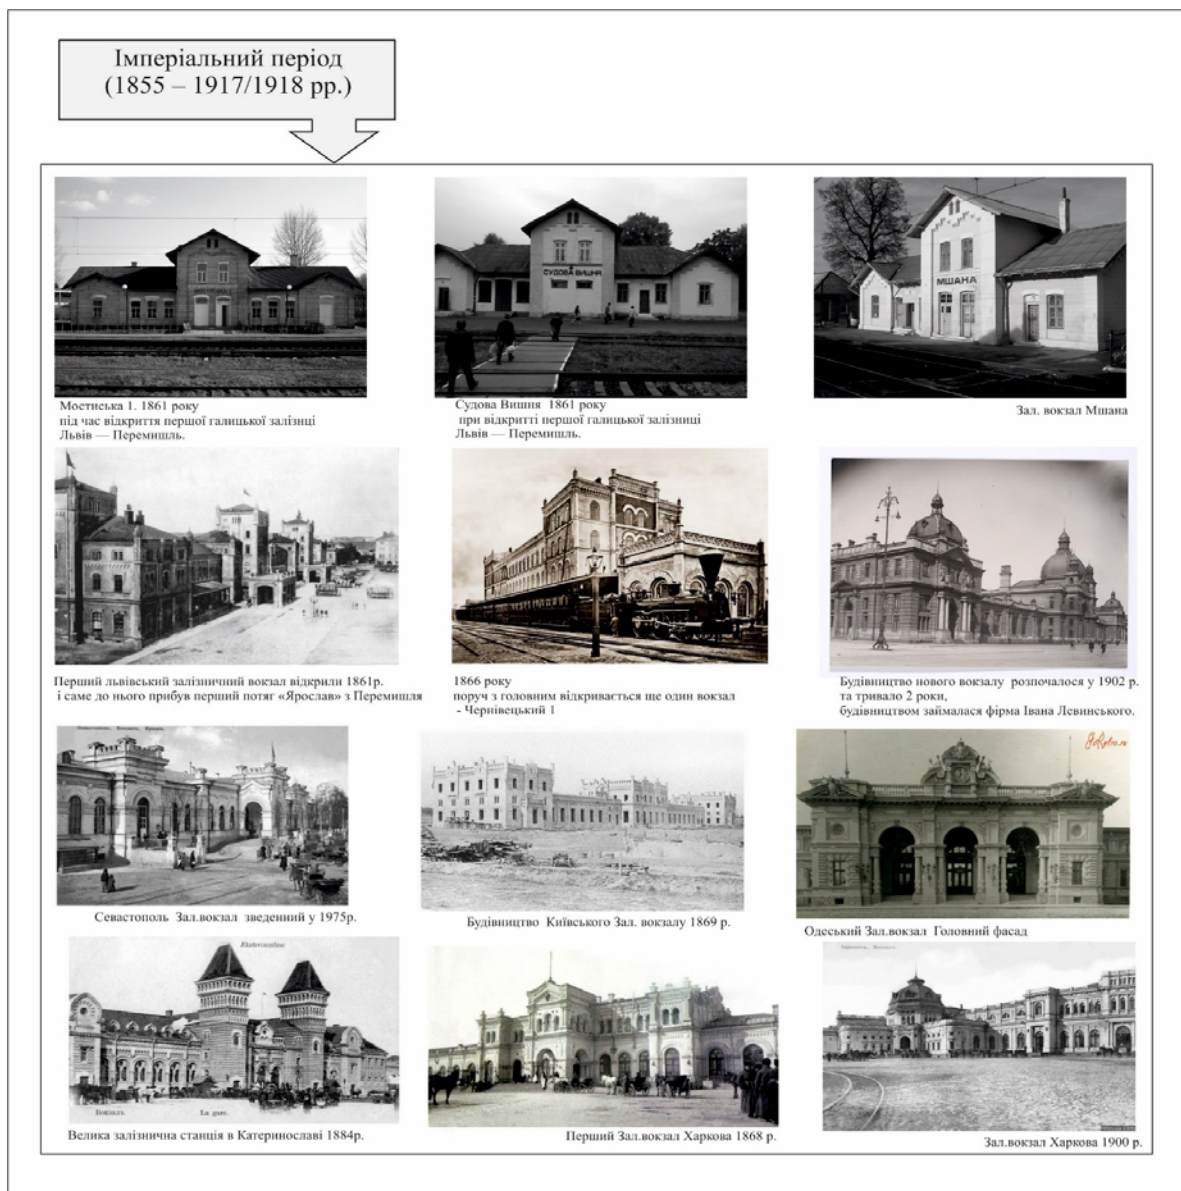 Імперіальний період
(1855 – 1917/1918 рр.)
СУДОВА ВИШНЯ
МШАНА
Мостиська 1. 1861 року
під час відкриття першої галицької залізнці
Львів — Перемишль.
Судова Вишня 1861 року
при відкритті першої галицької залізниці
Львів — Перемишль.
Зал. вокзал Мшана
Перший львівський залізничний вокзал відкрили 1861р.
і саме до нього прибув перший потяг «Ярослав» з Перемишля
1866 року
поруч з головним відкривається ще один вокзал
- Чернівецький 1
Будівництво нового вокзалу розпочалося у 1902 р.
та тривало 2 роки,
будівництвом займалася фірма Івана Левинського.
Севастополь Зал.вокзал зведенний у 1975р.
Будівництво Київського Зал. вокзалу 1869 р.
Одеський Зал.вокзал Головний фасад
Ekaterinoslaw
Вокзалъ
La gare.
Велика залізнична станція в Катеринославі 1884р.
Перший Зал.вокзал Харкова 1868 р.
Зал.вокзал Харкова 1900 р.